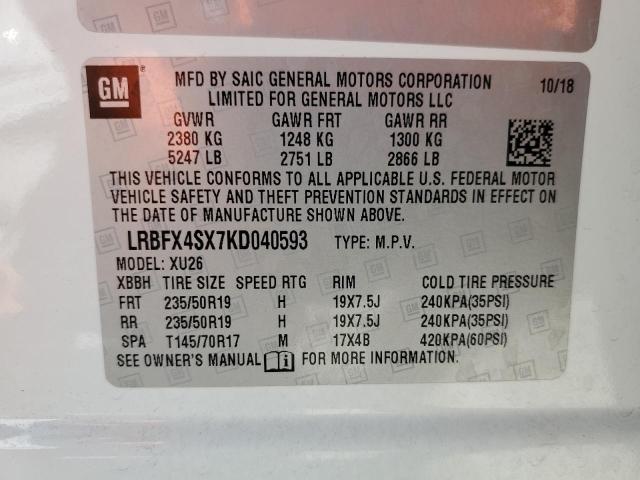 GM
MFD BY SAIC GENERAL MOTORS CORPORATION 10/18
LIMITED FOR GENERAL MOTORS LLC
GVWR GAWR FRT GAWR RR
2380 KG 1248 KG 1300 KG
5247 LB 2751 LB 2866 LB
THIS VEHICLE CONFORMS TO ALL APPLICABLE U.S. FEDERAL MOTOR
VEHICLE SAFETY AND THEFT PREVENTION STANDARDS IN EFFECT ON
THE DATE OF MANUFACTURE SHOWN ABOVE.
LRBFX4SX7KD040593 TYPE: M.P.V.
MODEL: XU26
XBBH TIRE SIZE SPEED RTG RIM COLD TIRE PRESSURE
FRT 235/50R19 H 19X7.5J 240KPA(35PSI)
RR 235/50R19 H 19X7.5J 240KPA(35PSI)
SPA T145/70R17 M 17X4B 420KPA(60PSI)
SEE OWNER'S MANUAL i FOR MORE INFORMATION.